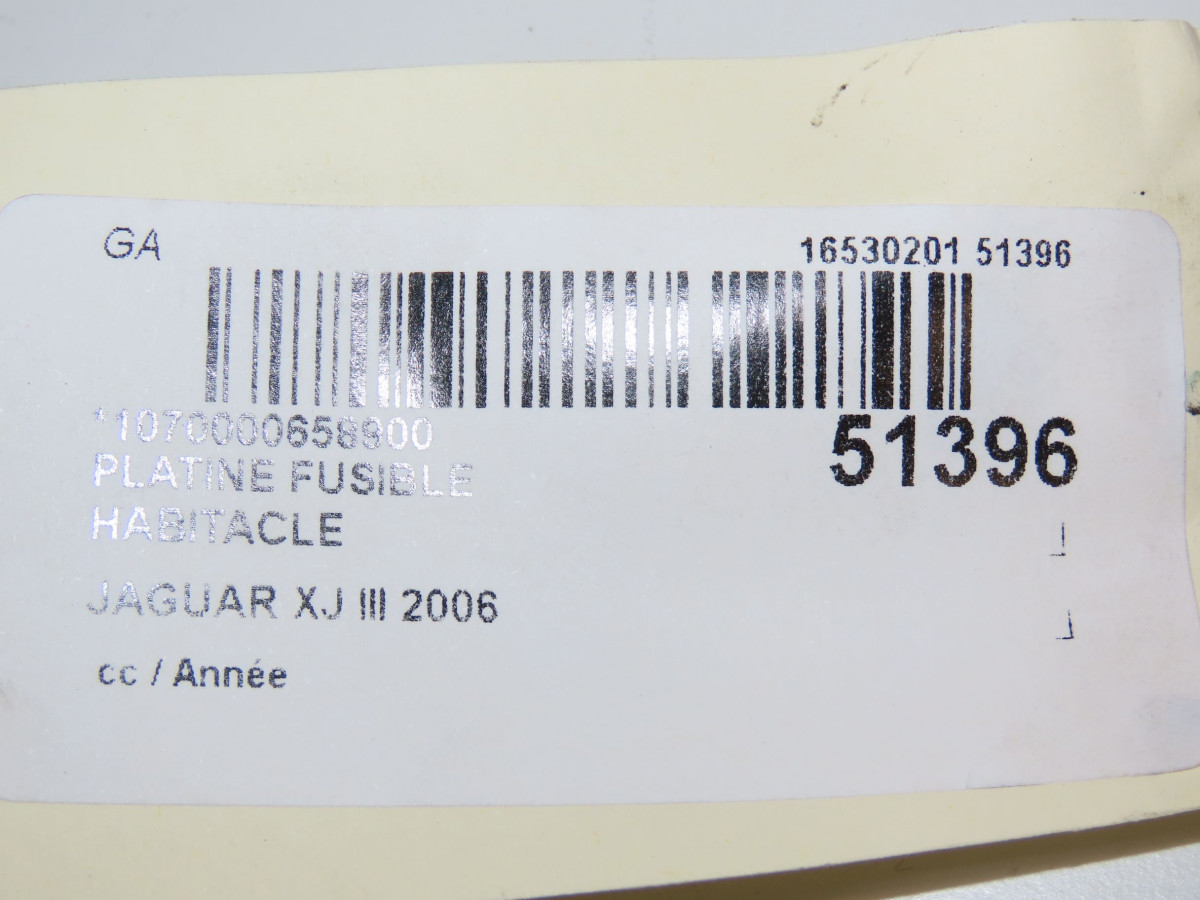 GA
16530201 51396
*1070000658900
51396
PLATINE FUSIBLE
HABITACLE
JAGUAR XJ III 2006
cc / Année